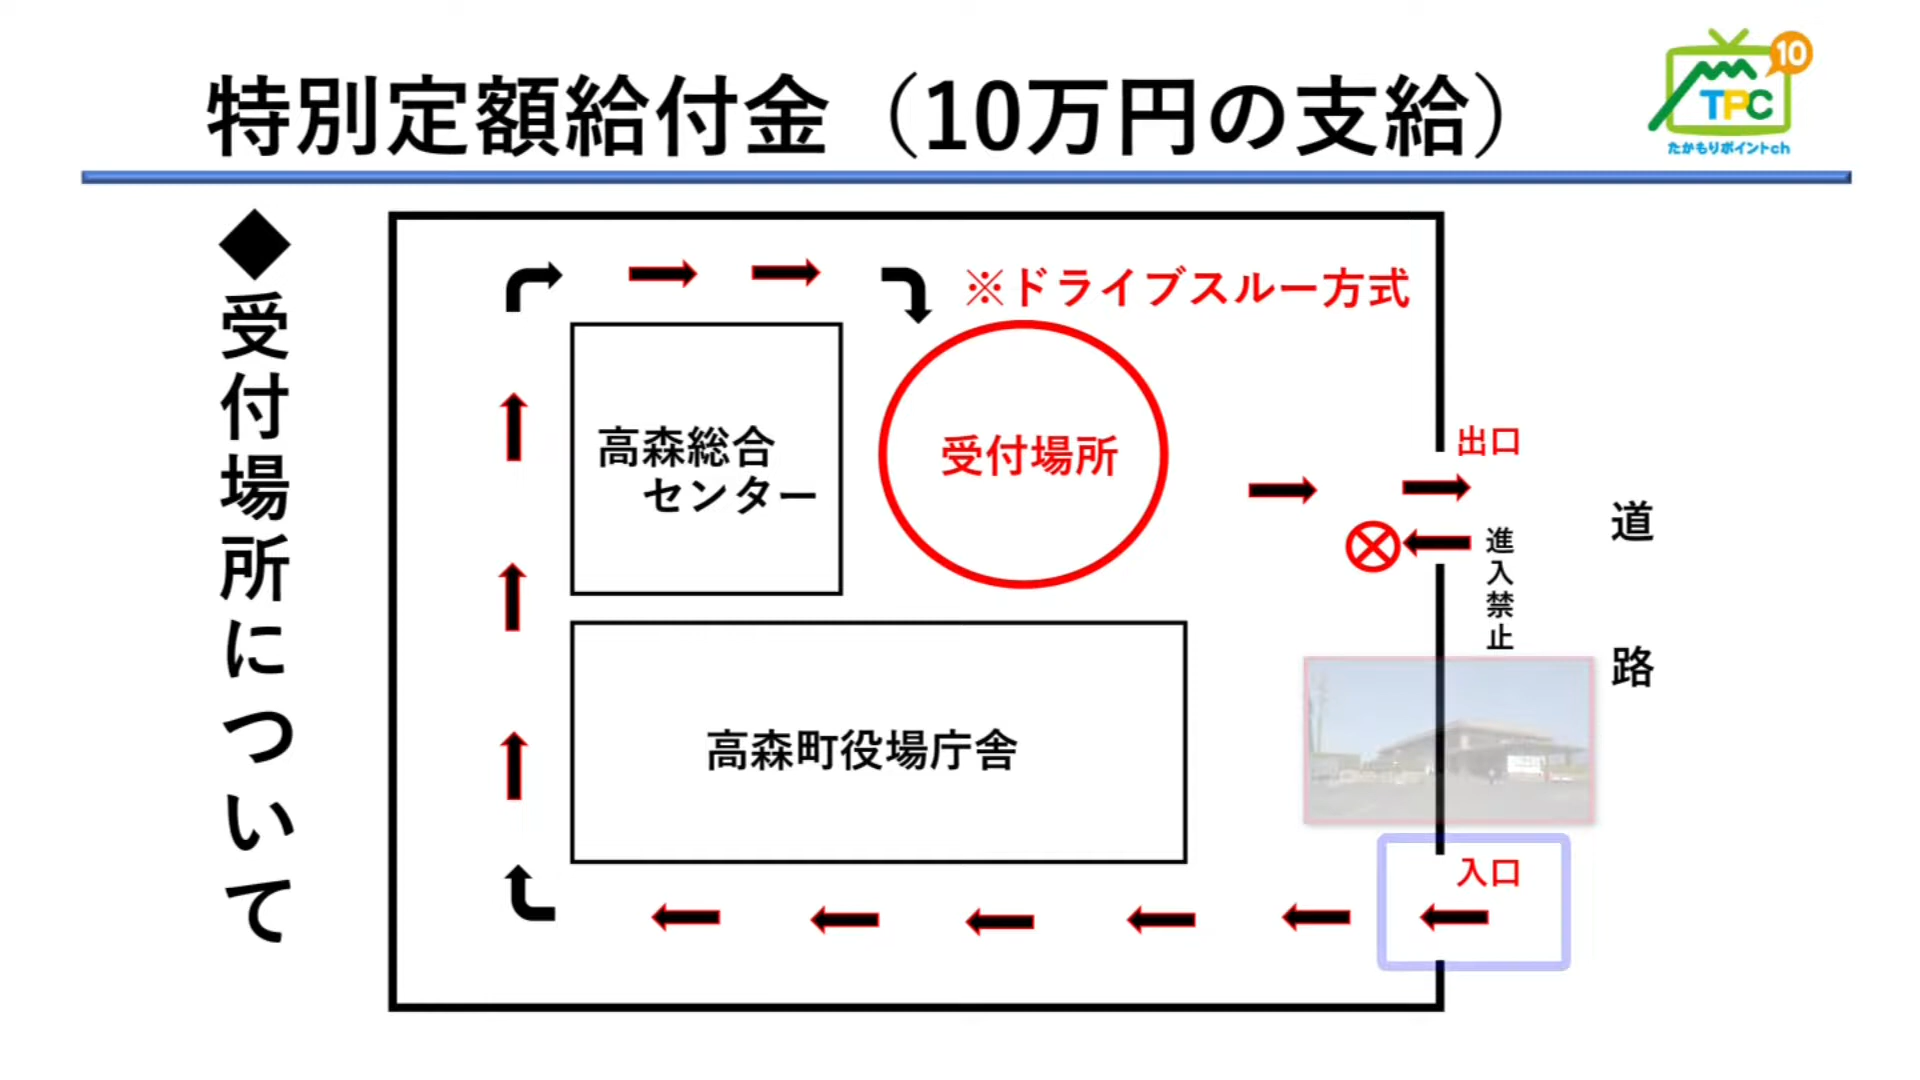 特別定額給付金（10万円の支給）
10
TPC
たかもりポイントch
◆受付場所について
※ドライブスルー方式
高森総合
センター
受付場所
出口
進入禁止
道路
高森町役場庁舎
入口